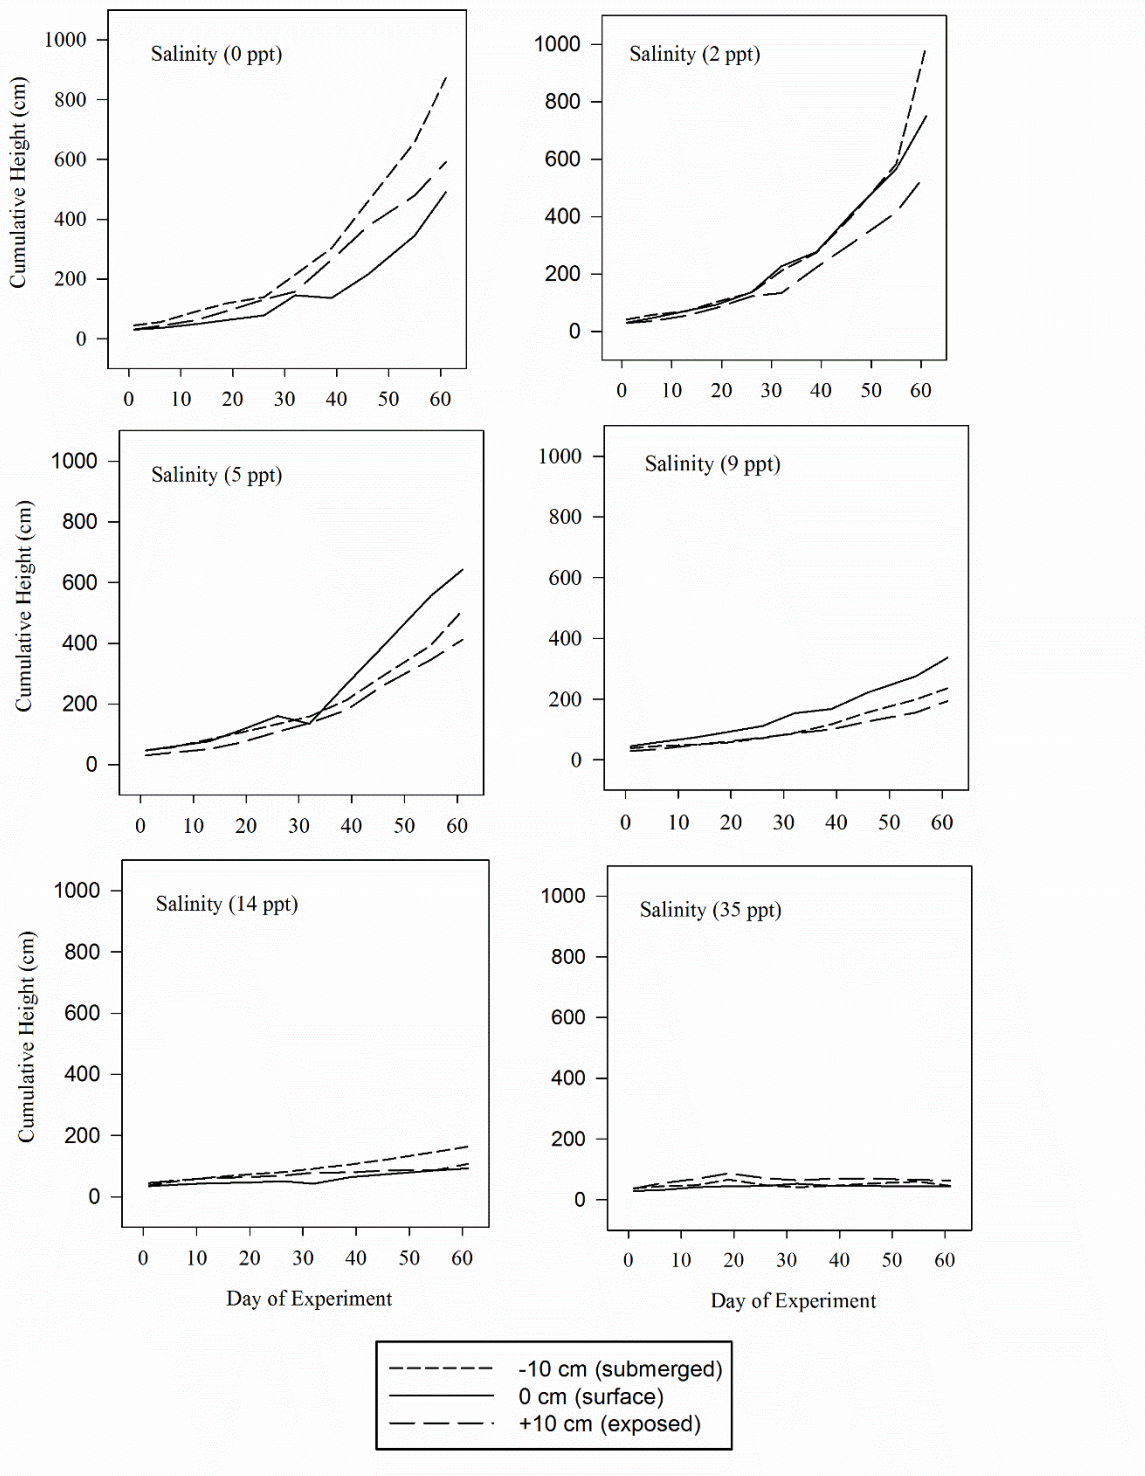 Salinity (0 ppt)
Cumulative Height (cm)
1000
800
600
400
200
0
0 10 20 30 40 50 60
Salinity (2 ppt)
1000
800
600
400
200
0
0 10 20 30 40 50 60
Salinity (5 ppt)
Cumulative Height (cm)
1000
800
600
400
200
0
0 10 20 30 40 50 60
Salinity (9 ppt)
1000
800
600
400
200
0
0 10 20 30 40 50 60
Salinity (14 ppt)
Cumulative Height (cm)
1000
800
600
400
200
0
0 10 20 30 40 50 60
Day of Experiment
Salinity (35 ppt)
1000
800
600
400
200
0
0 10 20 30 40 50 60
Day of Experiment
-10 cm (submerged)
0 cm (surface)
+10 cm (exposed)